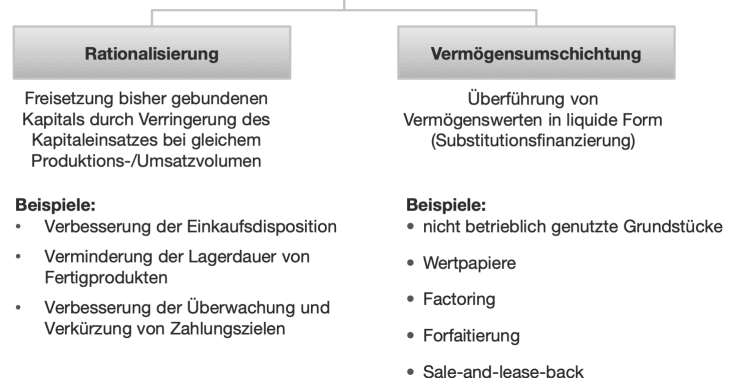 Rationalisierung
Freisetzung bisher gebundenen
Kapitals durch Verringerung des
Kapitaleinsatzes bei gleichem
Produktions-/Umsatzvolumen
Beispiele:
• Verbesserung der Einkaufsdisposition
• Verminderung der Lagerdauer von
Fertigprodukten
• Verbesserung der Überwachung und
Verkürzung von Zahlungszielen
Vermögensumschichtung
Überführung von
Vermögenswerten in liquide Form
(Substitutionsfinanzierung)
Beispiele:
• nicht betrieblich genutzte Grundstücke
• Wertpapiere
• Factoring
• Forfaitierung
• Sale-and-lease-back